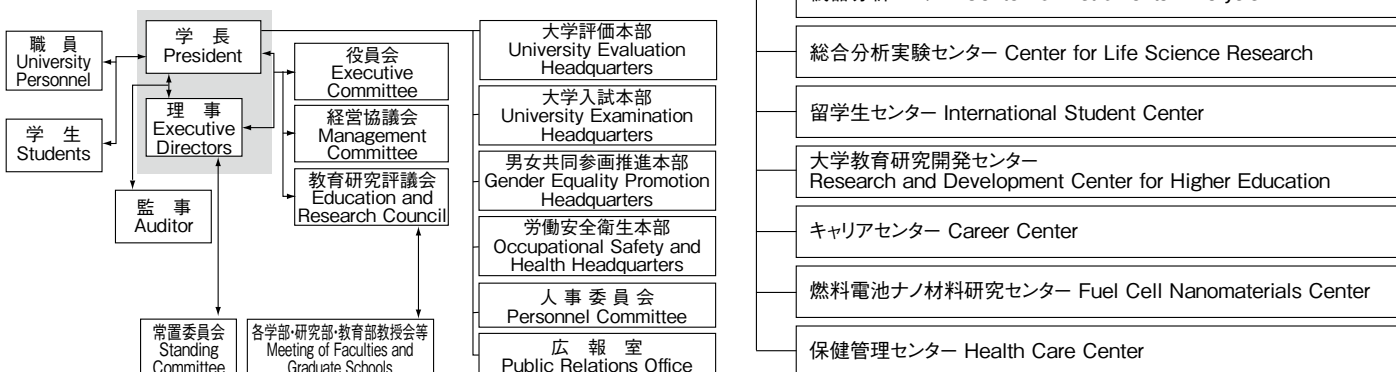 職 員
University
Personnel
学 生
Students
学 長
President
理 事
Executive
Directors
監 事
Auditor
役員会
Executive
Committee
経営協議会
Management
Committee
教育研究評議会
Education and
Research Council
常置委員会
Standing
Committee
各学部・研究部・教育部教授会等
Meeting of Faculties and
Graduate Schools
大学評価本部
University Evaluation
Headquarters
大学入試本部
University Examination
Headquarters
男女共同参画推進本部
Gender Equality Promotion
Headquarters
労働安全衛生本部
Occupational Safety and
Health Headquarters
人 事 委 員 会
Personnel Committee
広 報 室
Public Relations Office
総合分析実験センター Center for Life Science Research
留学生センター International Student Center
大学教育研究開発センター
Research and Development Center for Higher Education
キャリアセンター Career Center
燃料電池ナノ材料研究センター Fuel Cell Nanomaterials Center
保健管理センター Health Care Center